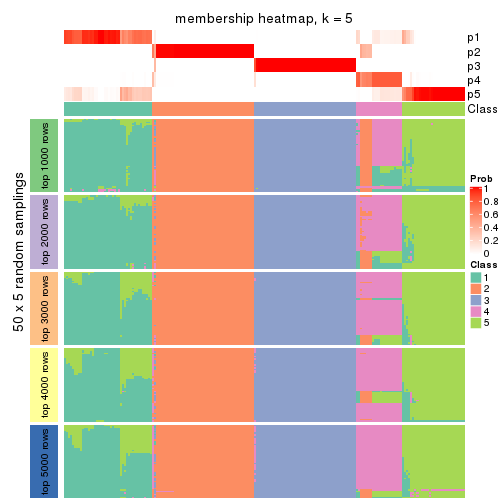 membership heatmap, k = 5
p1
p2
p3
p4
p5
Class
50 x 5 random samplings
top 1000 rows
top 2000 rows
top 3000 rows
top 4000 rows
top 5000 rows
Prob
1
0.8
0.6
0.4
0.2
0
Class
1
2
3
4
5